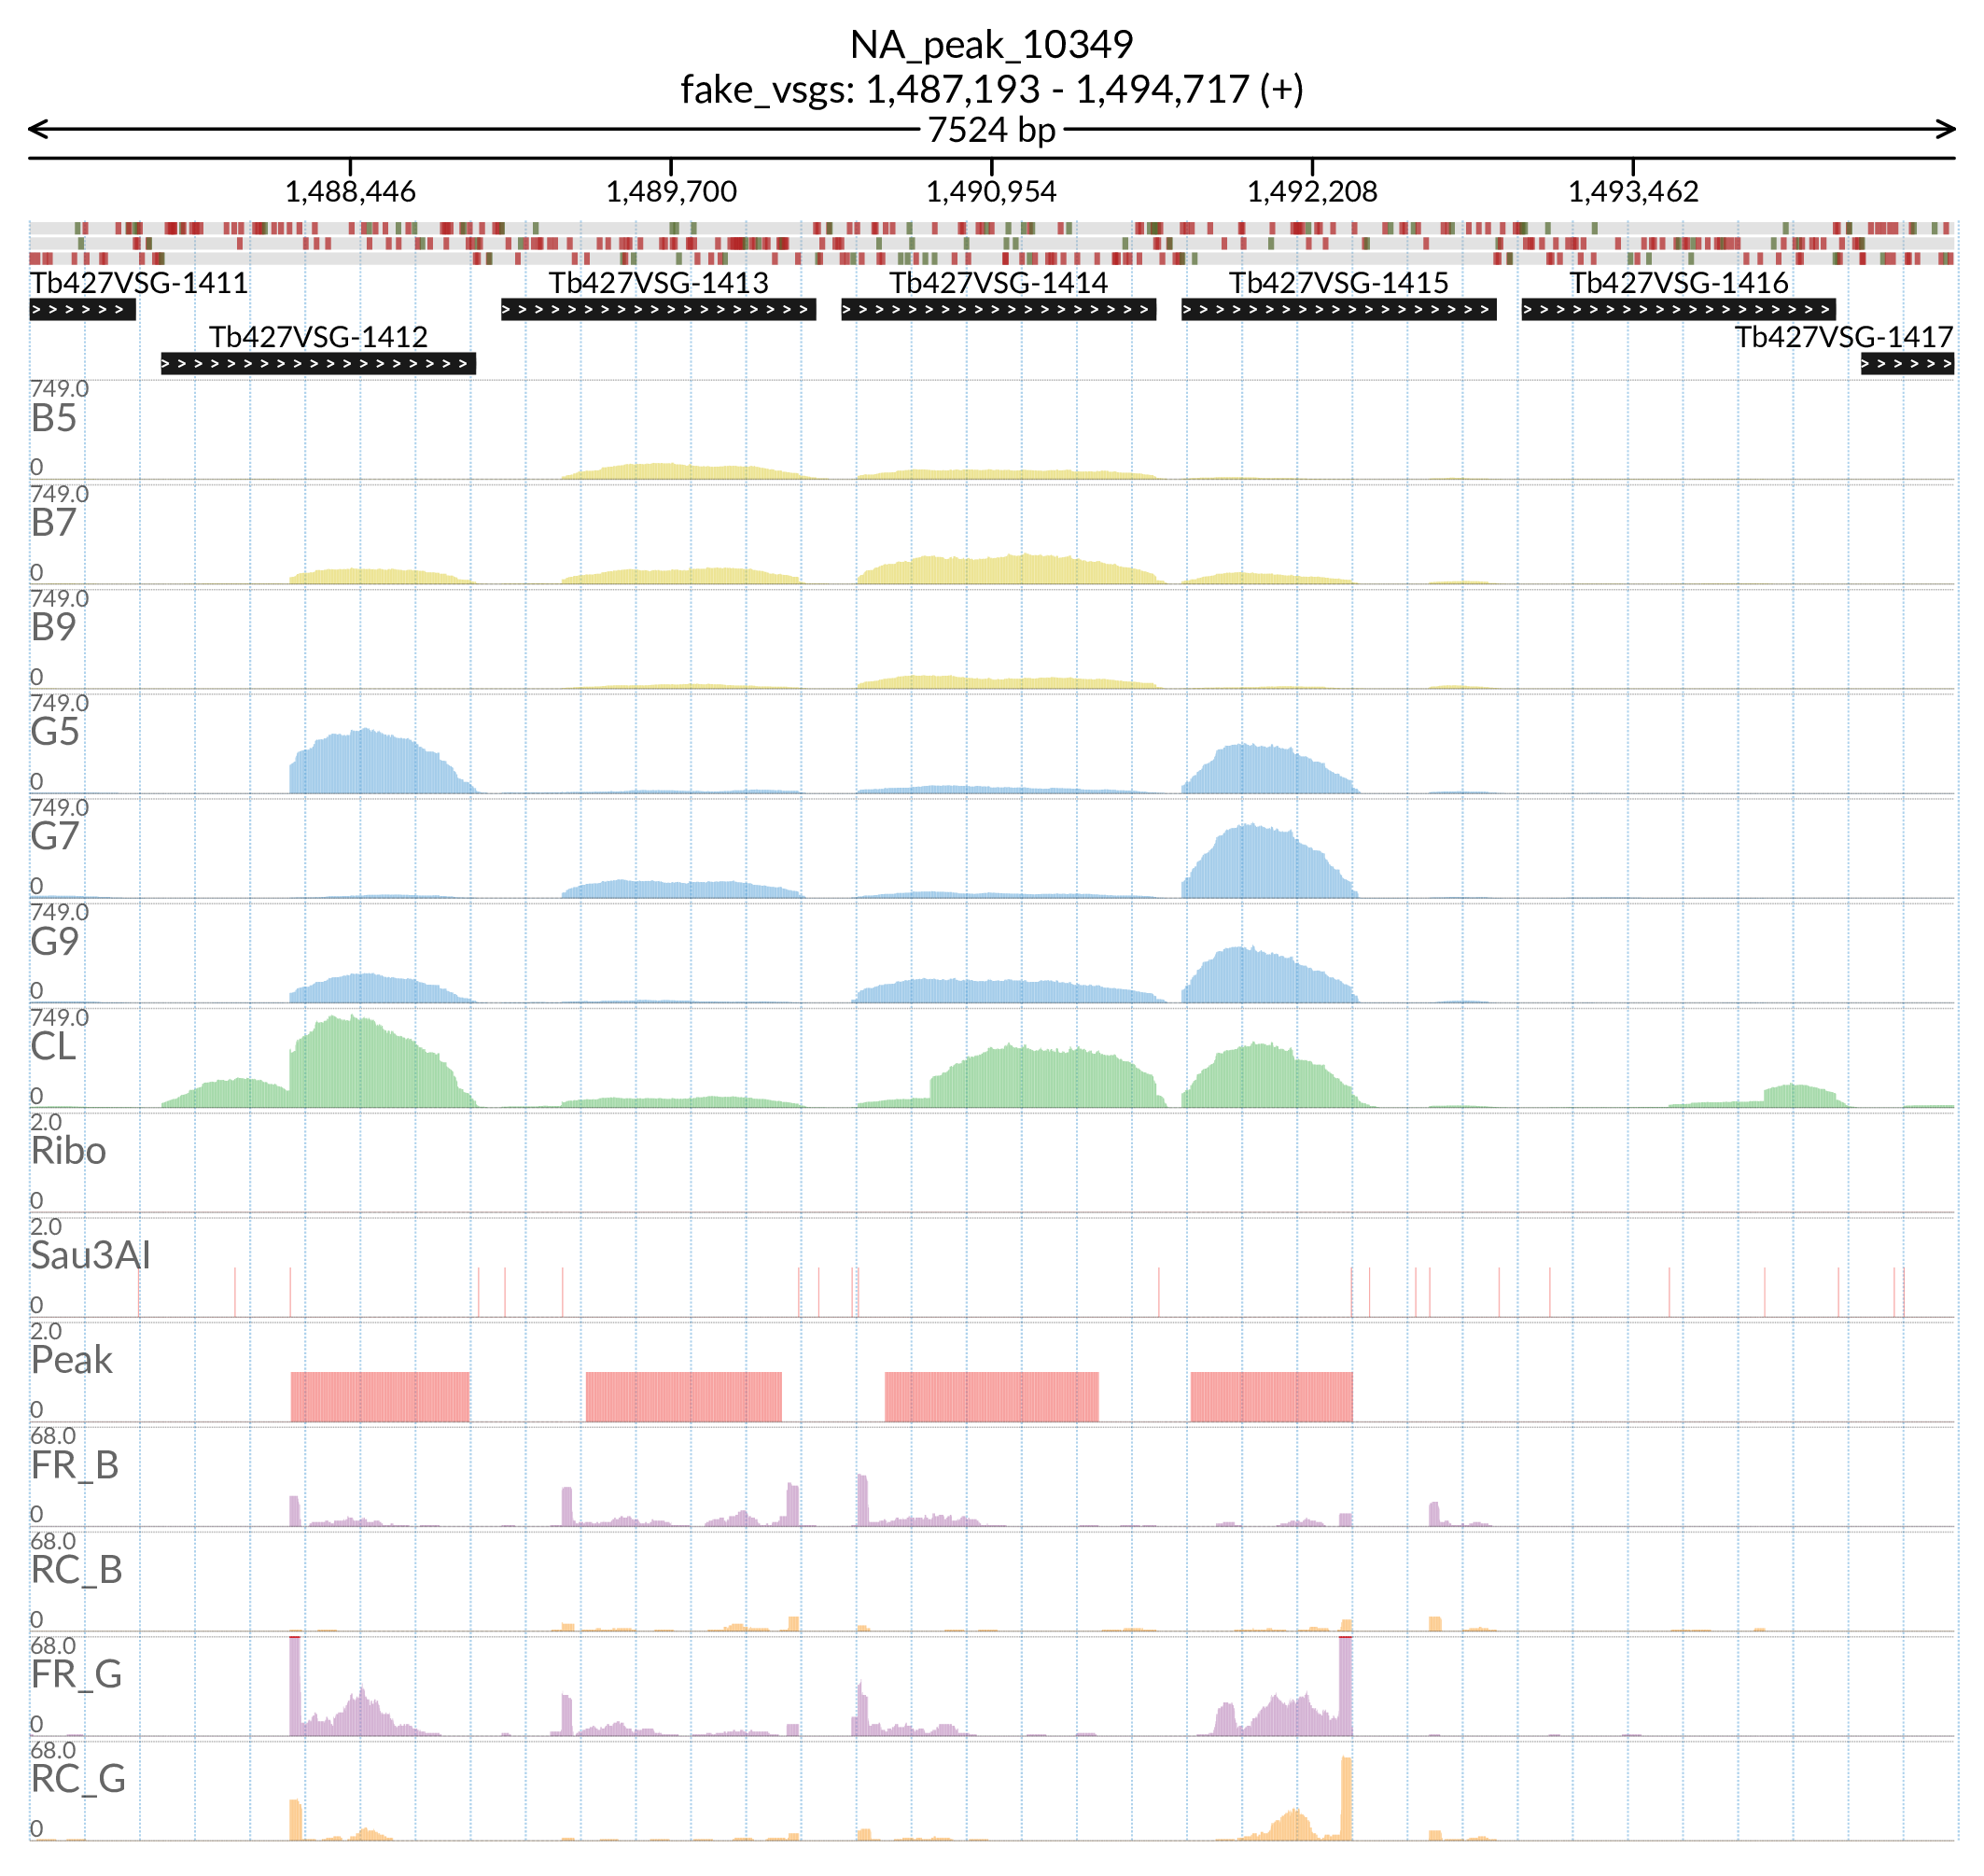 NA_peak_10349
fake_vsgs: 1,487,193 - 1,494,717 (+)
7524 bp
1,488,446 1,489,700 1,490,954 1,492,208 1,493,462
Tb427VSG-1411 Tb427VSG-1413 Tb427VSG-1414 Tb427VSG-1415 Tb427VSG-1416
Tb427VSG-1412 Tb427VSG-1417
749.0
B5
0
749.0
B7
0
749.0
B9
0
749.0
G5
0
749.0
G7
0
749.0
G9
0
749.0
CL
0
2.0
Ribo
0
2.0
Sau3AI
0
2.0
Peak
0
68.0
FR_B
0
68.0
RC_B
0
68.0
FR_G
0
68.0
RC_G
0